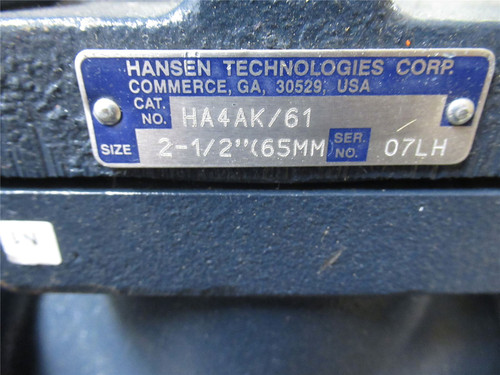 HANSEN TECHNOLOGIES CORP.
COMMERCE, GA, 30529, USA
CAT. NO. HA4AK/61
SIZE 2-1/2"(65MM) SER. NO. 07LH